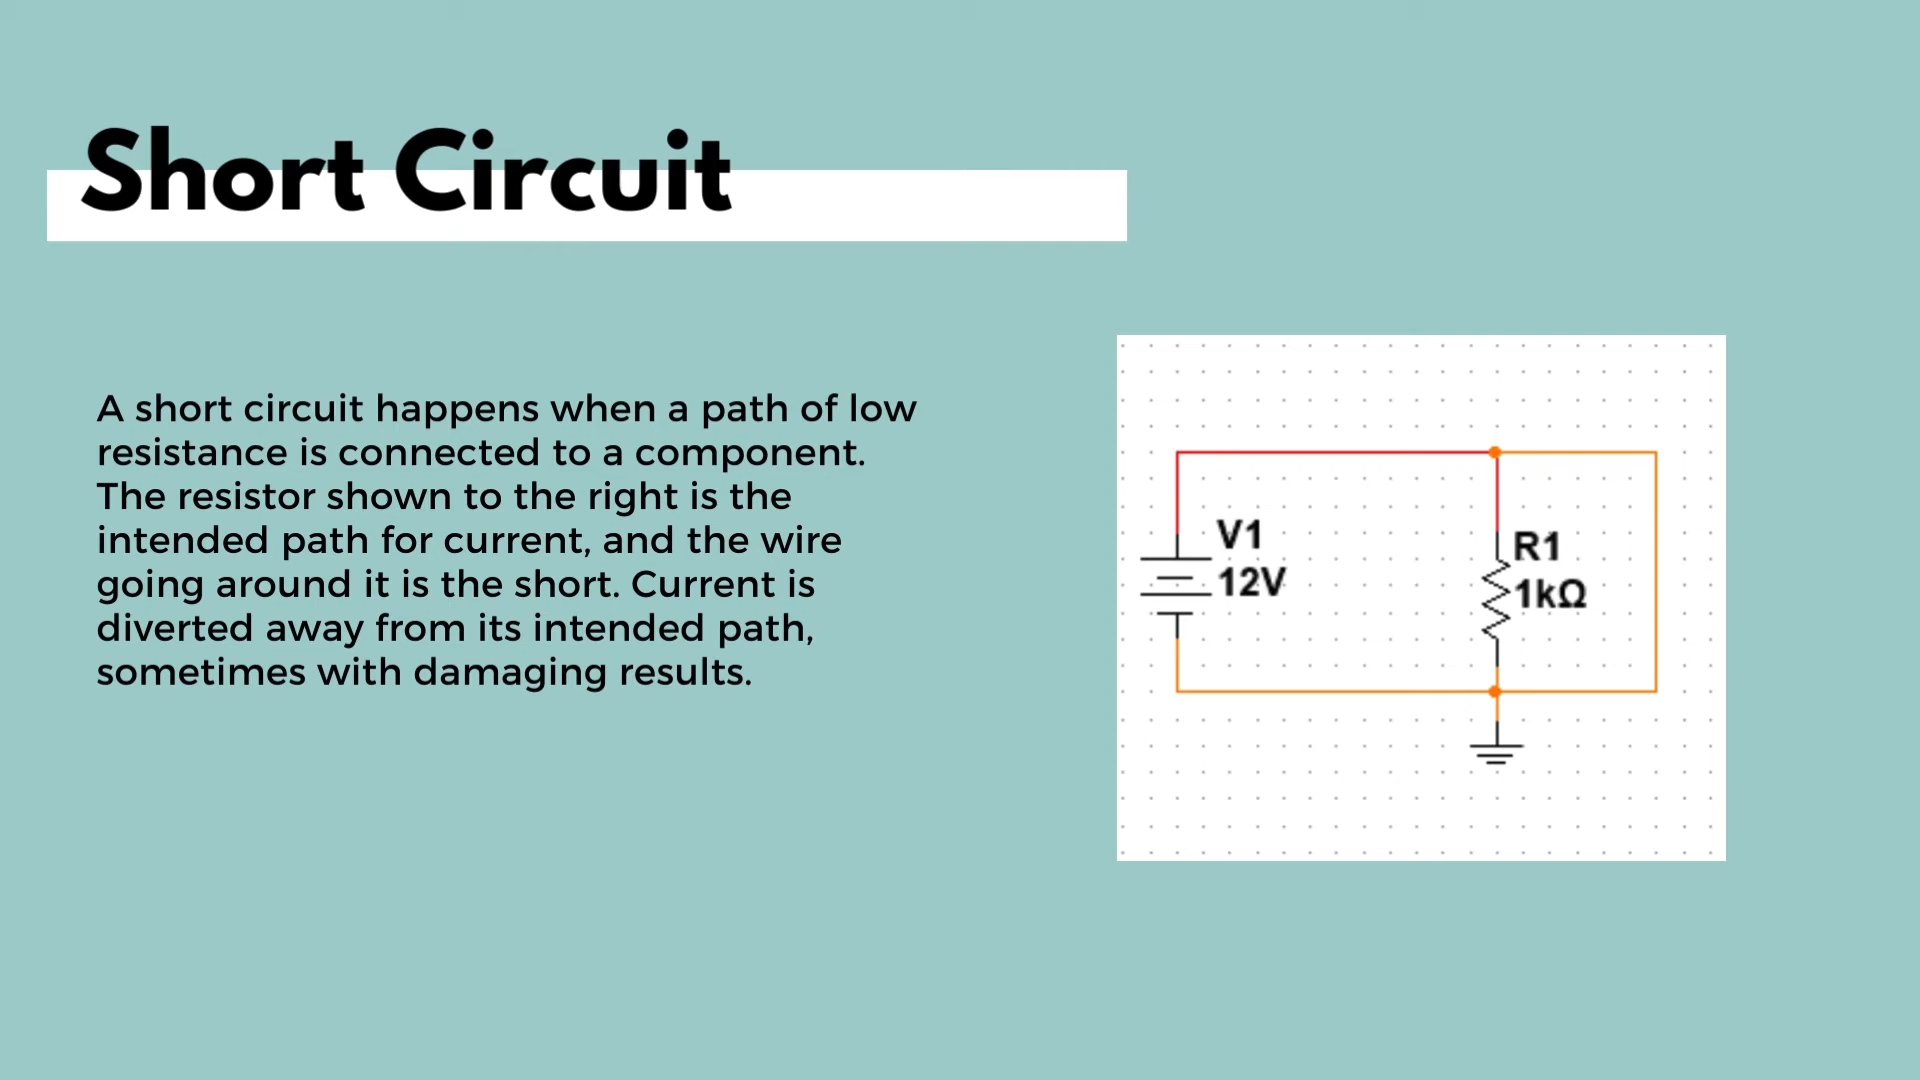 Short Circuit
A short circuit happens when a path of low
resistance is connected to a component.
The resistor shown to the right is the
intended path for current, and the wire
going around it is the short. Current is
diverted away from its intended path,
sometimes with damaging results.
V1
12V
R1
1kΩ